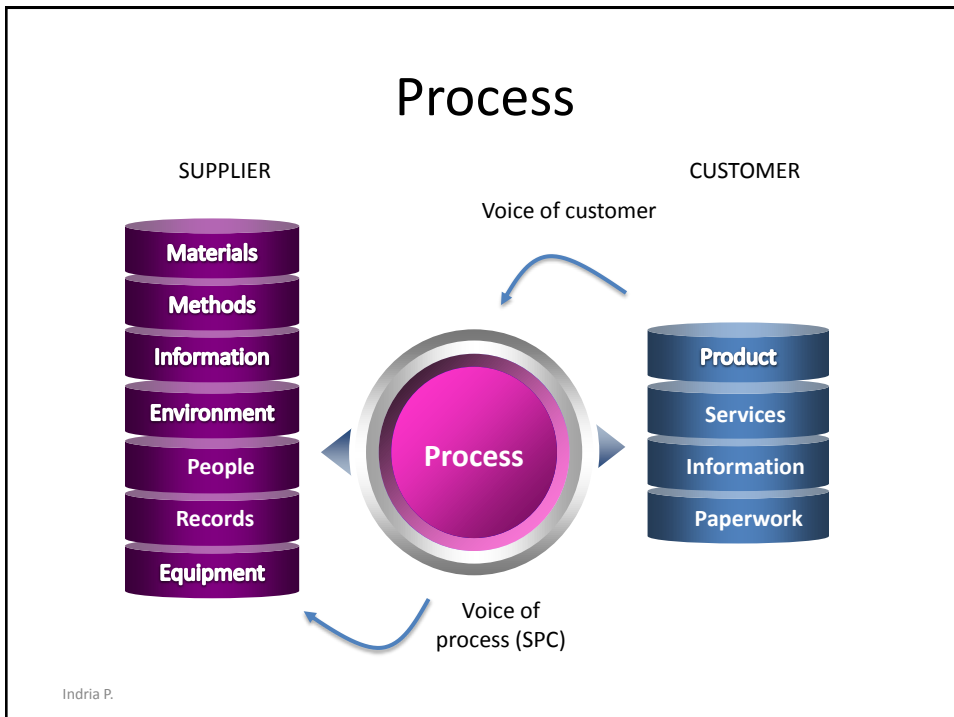 Process
SUPPLIER
CUSTOMER
Voice of customer
Materials
Methods
Information
Environment
People
Records
Equipment
Process
Product
Services
Information
Paperwork
Voice of
process (SPC)
Indria P.